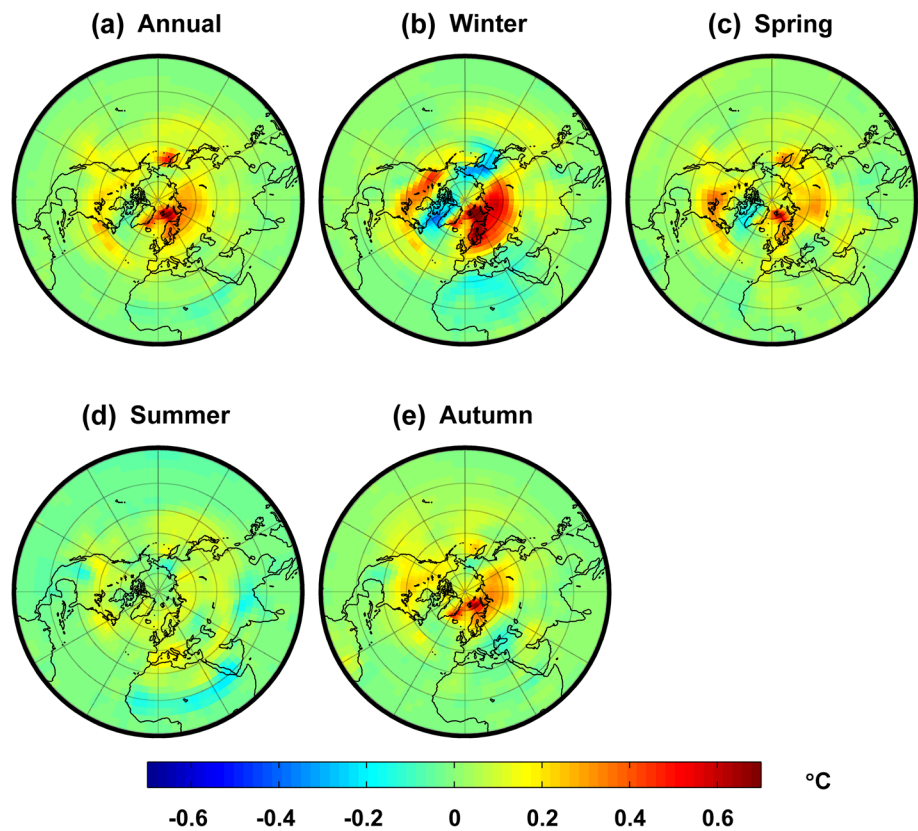 (a) Annual
(b) Winter
(c) Spring
(d) Summer
(e) Autumn
-0.6 -0.4 -0.2 0 0.2 0.4 0.6
°C